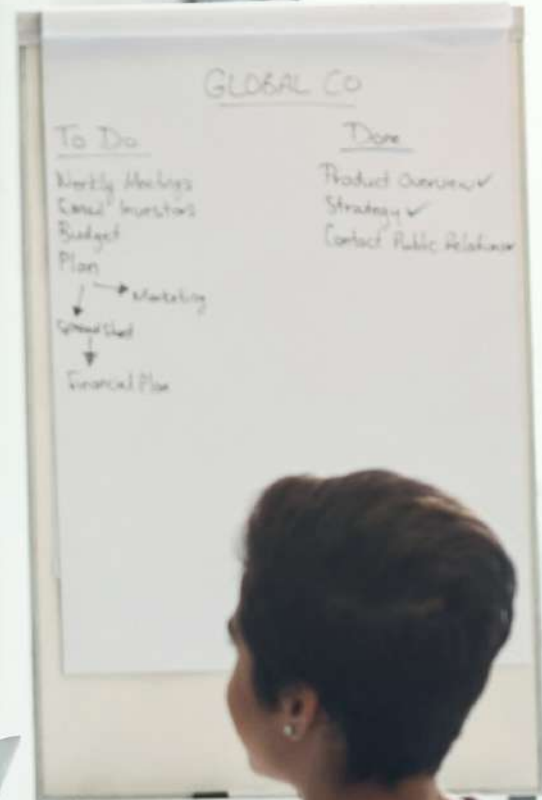 GLOBAL CO
To Do
Weekly Meetings
Email Investors
Budget
Plan
Marketing
Spreadsheet
Financial Plan
Done
Product Overview ✓
Strategy ✓
Contact Public Relations